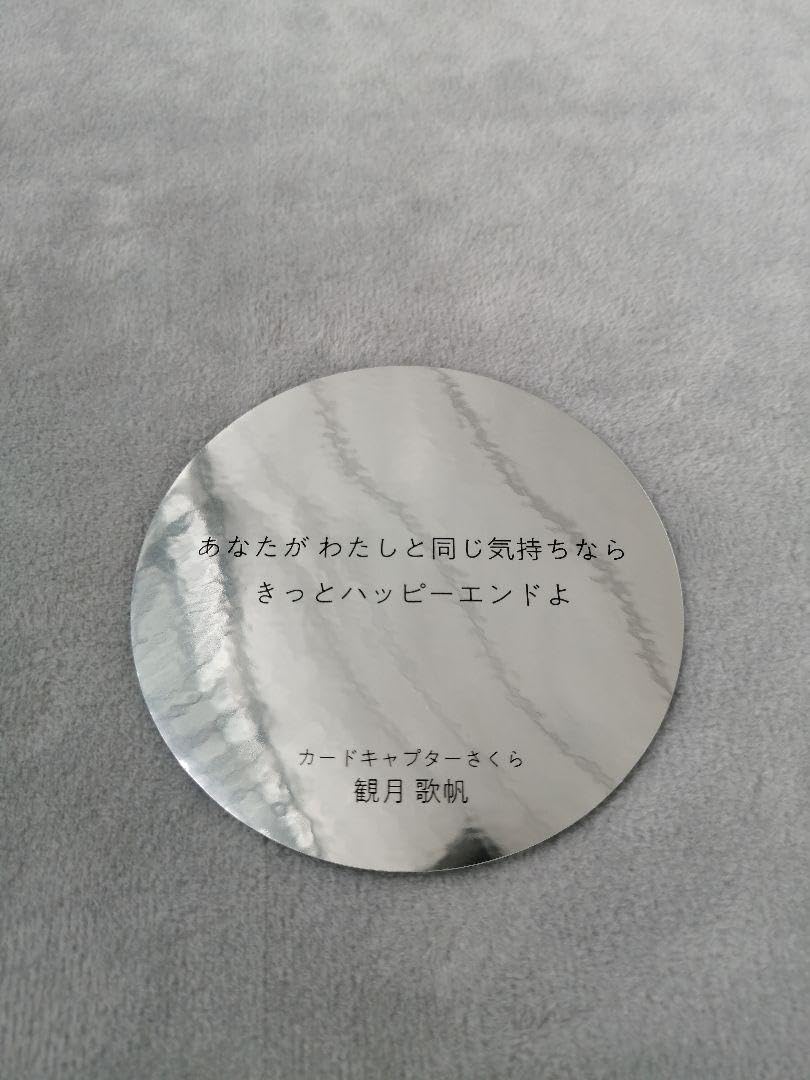 あなたが わたしと同じ気持ちなら
きっとハッピーエンドよ
カードキャプターさくら
観月 歌帆